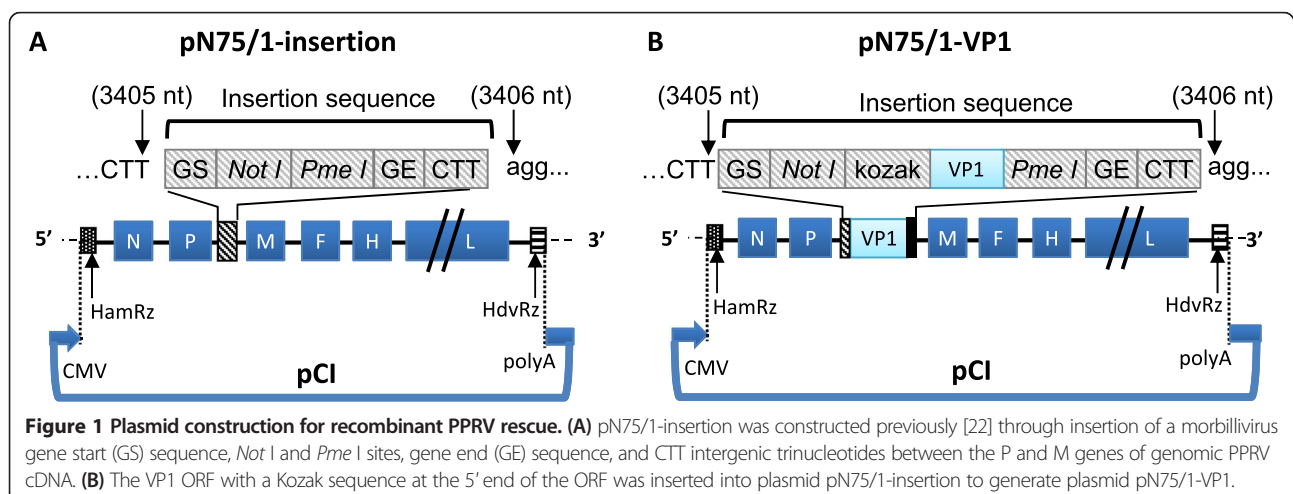 A
pN75/1-insertion
(3405 nt)
Insertion sequence
(3406 nt)
...CTT GS Not I Pme I GE CTT agg...
5’ N P M F H L 3’
HamRz
HdvRz
CMV
pCI
polyA
B
pN75/1-VP1
(3405 nt)
Insertion sequence
(3406 nt)
...CTT GS Not I kozak VP1 Pme I GE CTT agg...
5’ N P VP1 M F H L 3’
HamRz
HdvRz
CMV
pCI
polyA
Figure 1 Plasmid construction for recombinant PPRV rescue. (A) pN75/1-insertion was constructed previously [22] through insertion of a morbillivirus
gene start (GS) sequence, Not I and Pme I sites, gene end (GE) sequence, and CTT intergenic trinucleotides between the P and M genes of genomic PPRV
cDNA. (B) The VP1 ORF with a Kozak sequence at the 5’ end of the ORF was inserted into plasmid pN75/1-insertion to generate plasmid pN75/1-VP1.